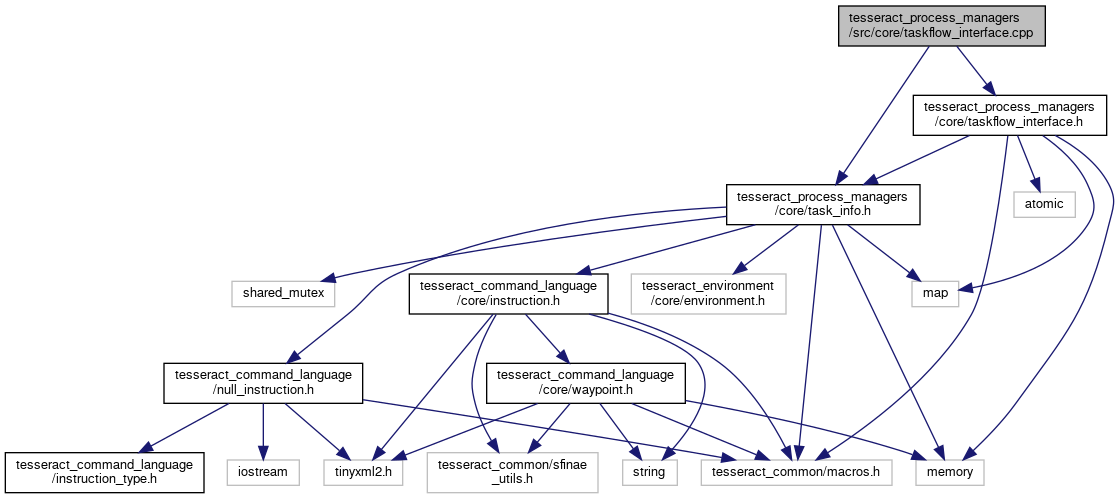 tesseract_process_managers
/src/core/taskflow_interface.cpp
tesseract_process_managers
/core/taskflow_interface.h
tesseract_process_managers
/core/task_info.h
atomic
shared_mutex
tesseract_command_language
/core/instruction.h
tesseract_environment
/core/environment.h
map
tesseract_command_language
/null_instruction.h
tesseract_command_language
/core/waypoint.h
tesseract_command_language
/instruction_type.h
iostream
tinyxml2.h
tesseract_common/sfinae
_utils.h
string
tesseract_common/macros.h
memory